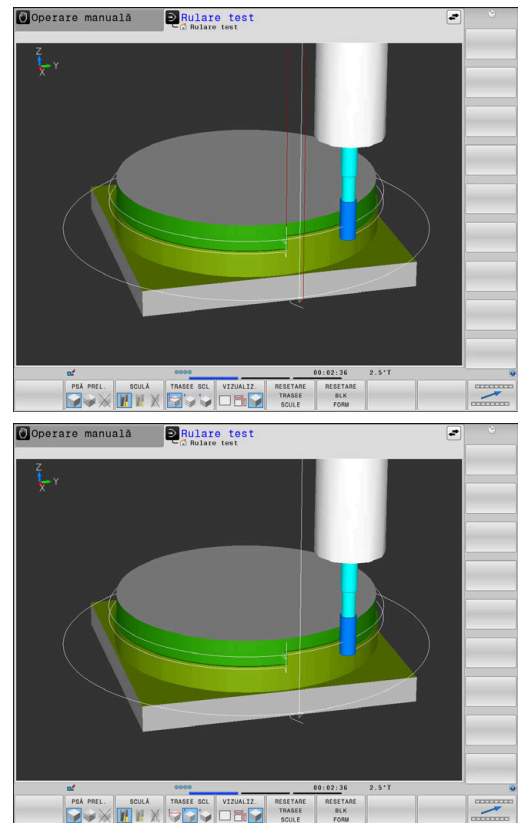 Operare manuală
Rulare test
Rulare test
Z
Y
X
00:02:36
2.5*T
PSĂ PREL.
SCULĂ
TRASEE SCL
VIZUALIZ.
RESETARE
TRASEE
SCULE
RESETARE
BLK
FORM
Operare manuală
Rulare test
Rulare test
Z
Y
X
00:02:36
2.5*T
PSĂ PREL.
SCULĂ
TRASEE SCL
VIZUALIZ.
RESETARE
TRASEE
SCULE
RESETARE
BLK
FORM